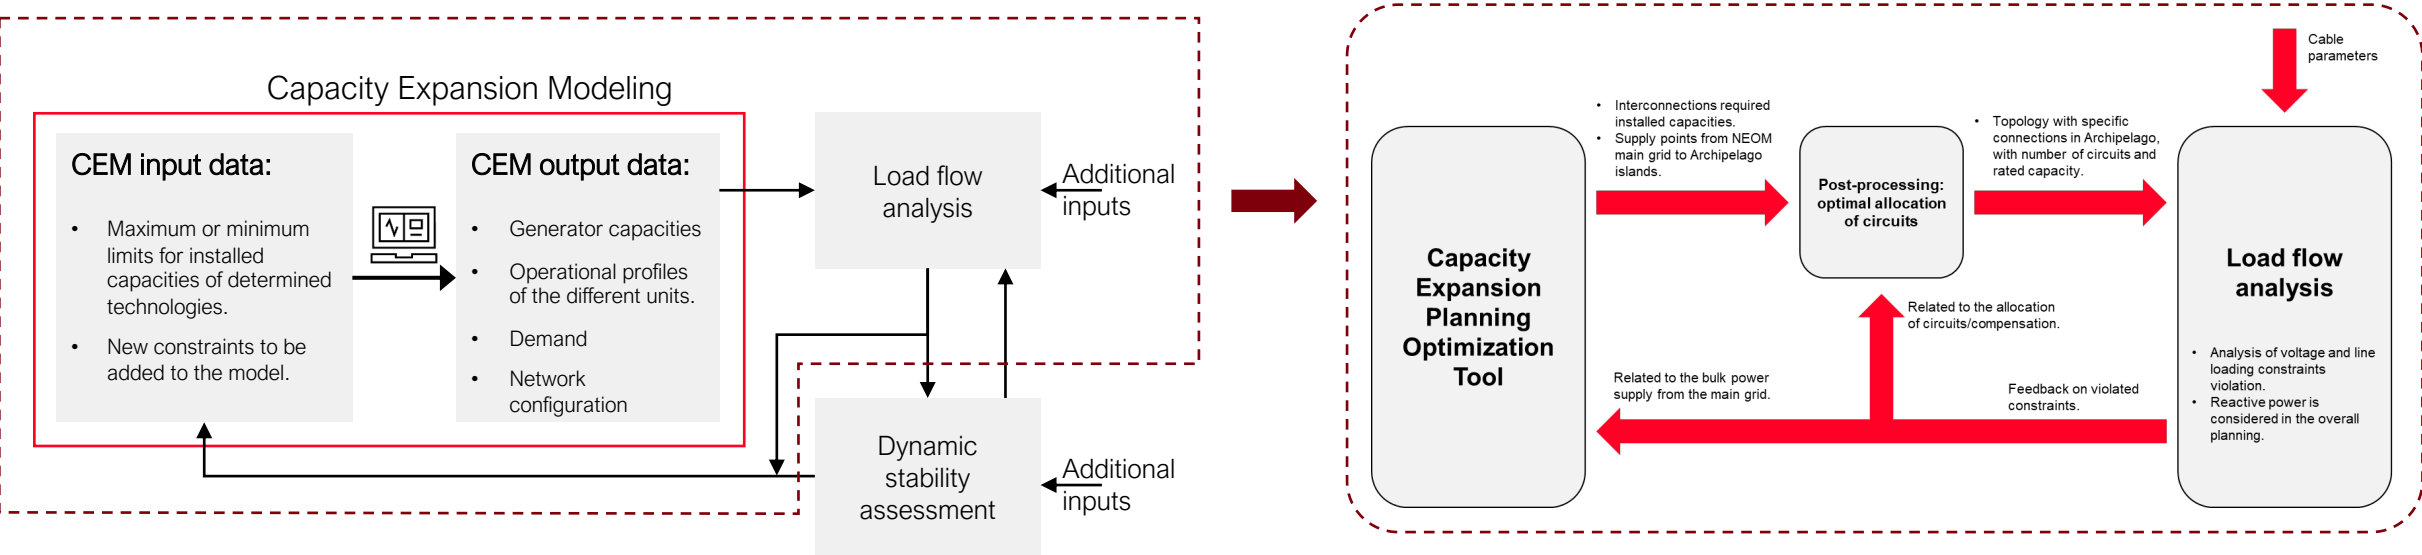 Capacity Expansion Modeling
CEM input data:
• Maximum or minimum
limits for installed
capacities of determined
technologies.
• New constraints to be
added to the model.
CEM output data:
• Generator capacities
• Operational profiles
of the different units.
• Demand
• Network
configuration
Load flow
analysis
Additional
inputs
Dynamic
stability
assessment
Additional
inputs
Capacity
Expansion
Planning
Optimization
Tool
• Interconnections required
installed capacities.
• Supply points from NEOM
main grid to Archipelago
islands.
Post-processing:
optimal allocation
of circuits
• Topology with specific
connections in Archipelago,
with number of circuits and
rated capacity.
Cable
parameters
Load flow
analysis
• Analysis of voltage and line
loading constraints
violation.
• Reactive power is
considered in the overall
planning.
Related to the allocation
of circuits/compensation.
Related to the bulk power
supply from the main grid.
Feedback on violated
constraints.